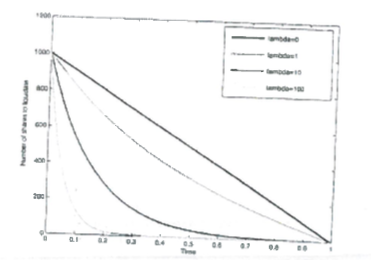 1200
1000
800
600
400
200
0
Number of shares to liquidate
0 0.1 0.2 0.3 0.4 0.5 0.6 0.7 0.8 0.9 1
Time
lambda=0
lambda=1
lambda=10
lambda=100